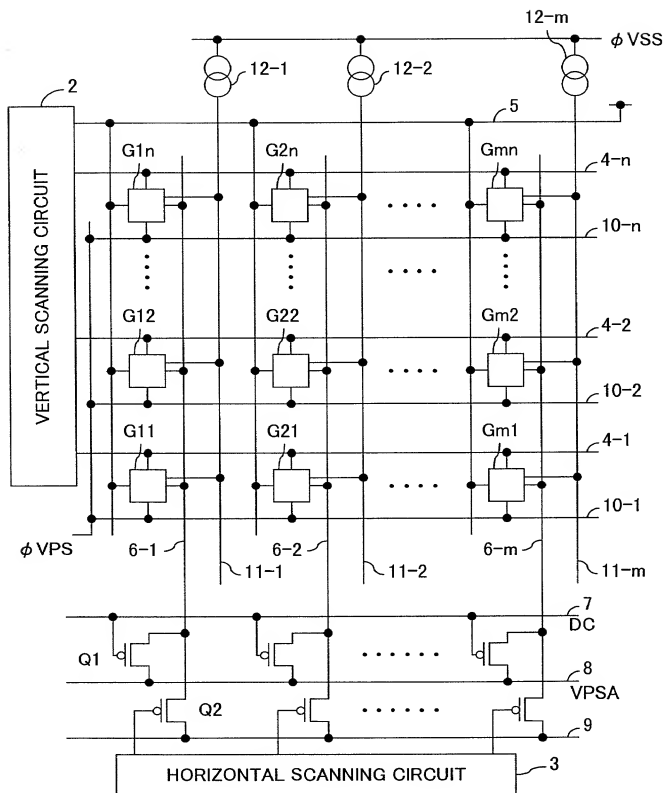 12-m
φVSS
12-1
12-2
2
5
G1n
G2n
Gmn
4-n
10-n
VERTICAL SCANNING CIRCUIT
G12
G22
Gm2
4-2
10-2
G11
G21
Gm1
4-1
10-1
φVPS
6-1
6-2
6-m
11-1
11-2
11-m
7
DC
Q1
8
VPSA
Q2
9
HORIZONTAL SCANNING CIRCUIT
3